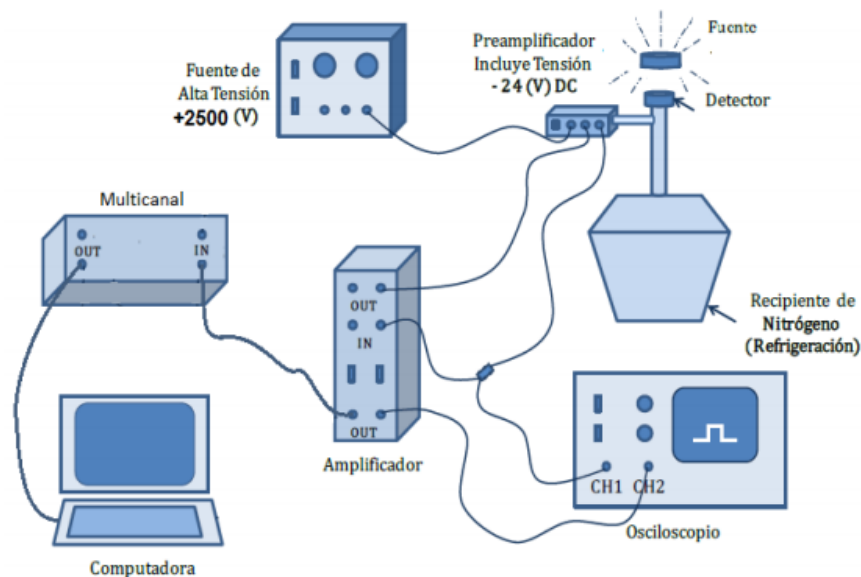 Fuente de
Alta Tensión
+2500 (V)
Preamplificador
Incluye Tensión
- 24 (V) DC
Fuente
Detector
Multicanal
OUT
IN
OUT
IN
OUT
Amplificador
Recipiente de
Nitrógeno
(Refrigeración)
CH1 CH2
Osciloscopio
Computadora